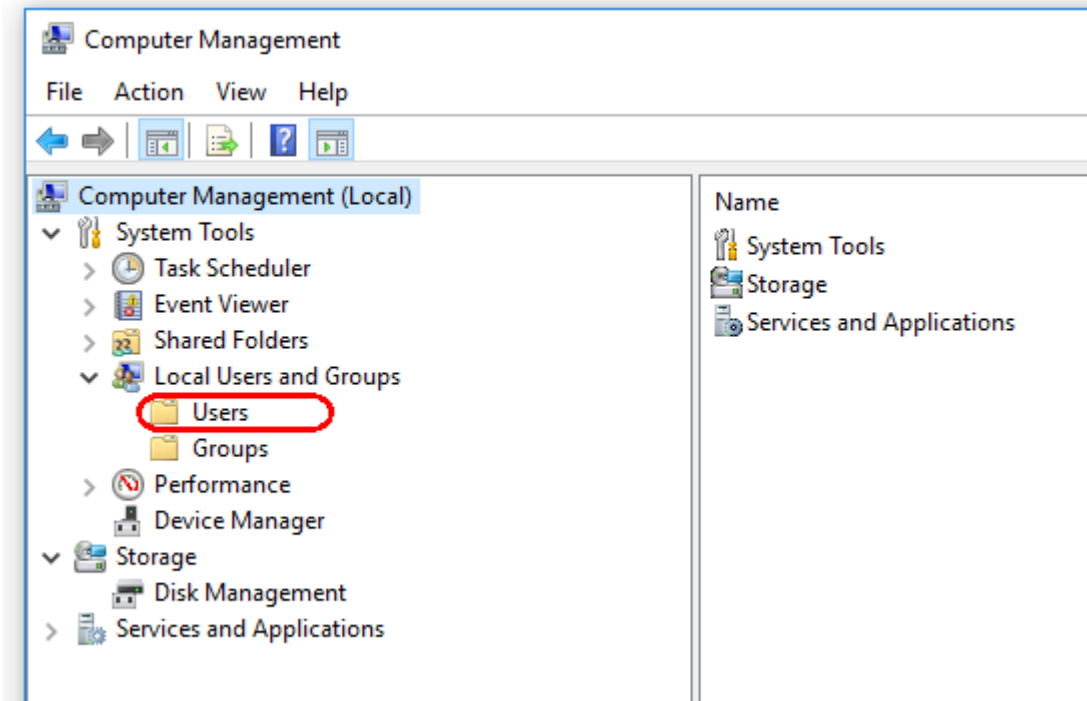 Computer Management
File Action View Help
Computer Management (Local)
System Tools
Task Scheduler
Event Viewer
Shared Folders
Local Users and Groups
Users
Groups
Performance
Device Manager
Storage
Disk Management
Services and Applications
Name
System Tools
Storage
Services and Applications